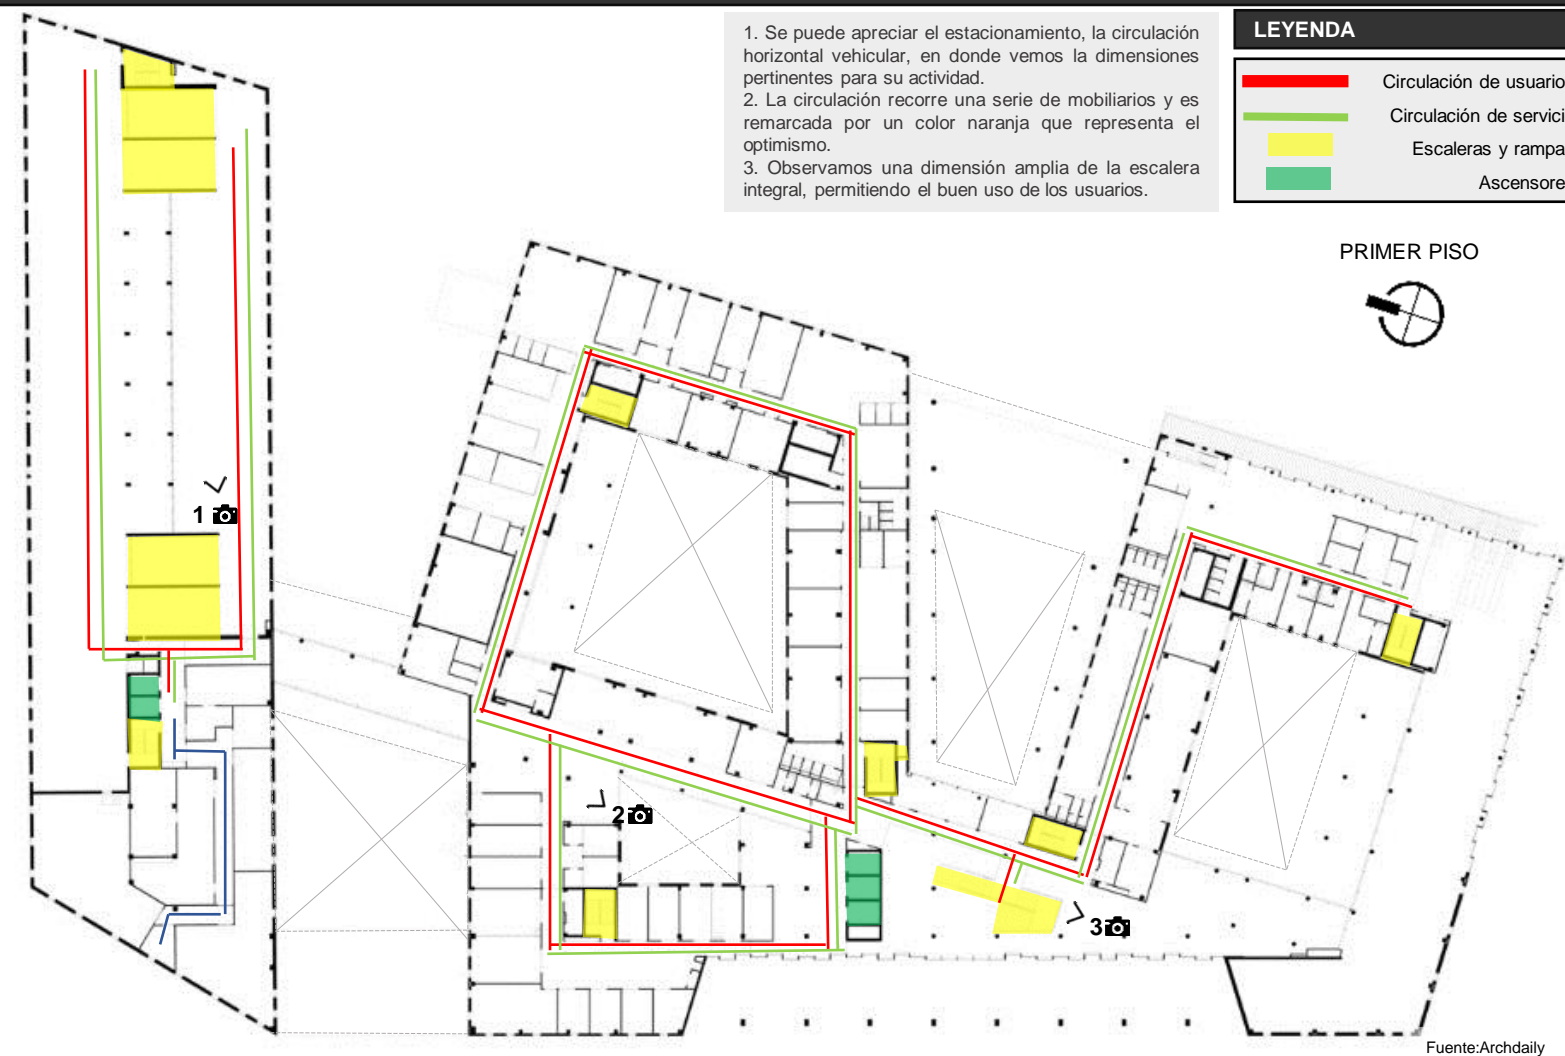 1. Se puede apreciar el estacionamiento, la circulación
horizontal vehicular, en donde vemos la dimensiones
pertinentes para su actividad.
2. La circulación recorre una serie de mobiliarios y es
remarcada por un color naranja que representa el
optimismo.
3. Observamos una dimensión amplia de la escalera
integral, permitiendo el buen uso de los usuarios.
LEYENDA
Circulación de usuario
Circulación de servici
Escaleras y rampa
Ascensore
PRIMER PISO
1
2
3
Fuente:Archdaily